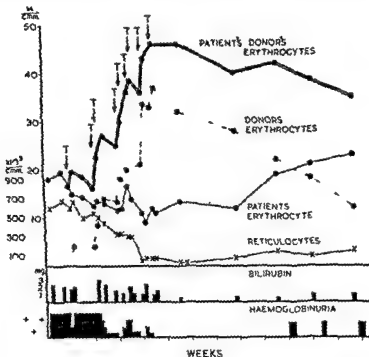 M
C/MM
PATIENT'S DONOR'S
ERYTHROCYTES
50
40
30
DONORS
ERYTHROCYTES
20
900
700
PATIENTS
ERYTHROCYTE
10
500
300
RETICULOCYTES
100
BILIRUBIN
HAEMOGLOBINURIA
+ +
+
WEEKS
T T T T T T T